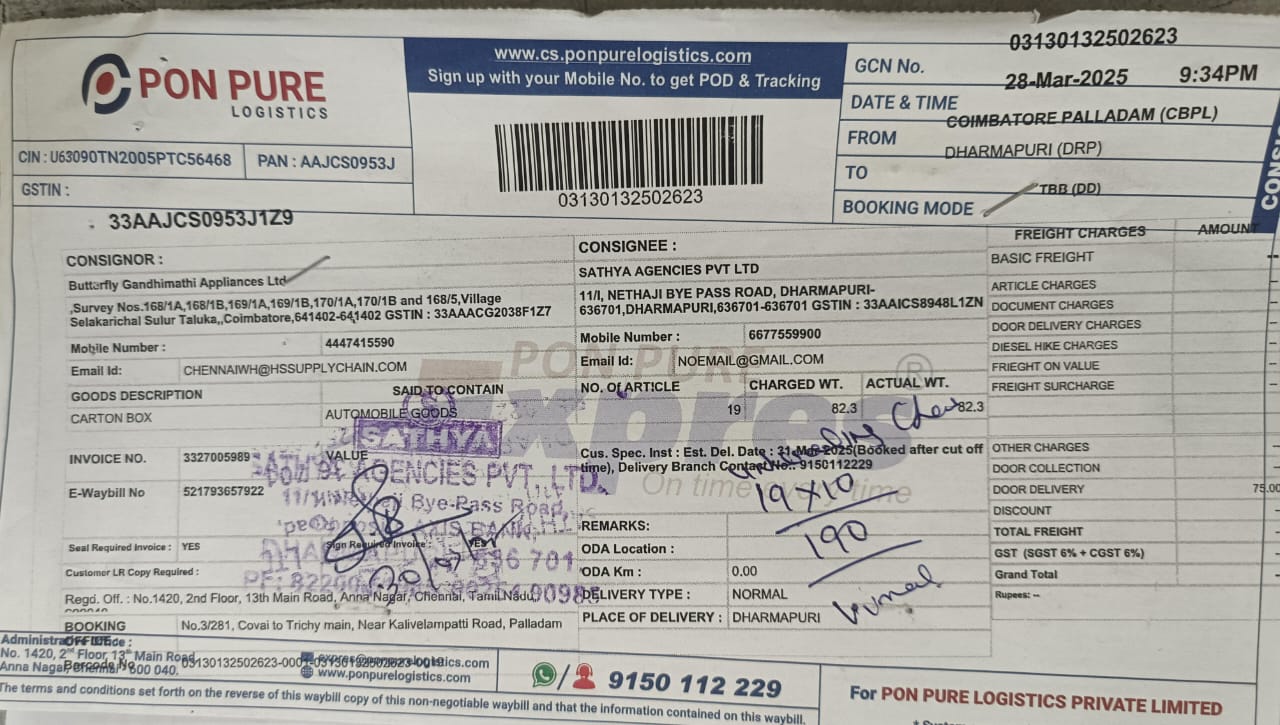 PON PURE
LOGISTICS
CIN : U63090TN2005PTC56468 PAN : AAJCS0953J
GSTIN :
33AAJCS0953J1Z9
www.cs.ponpurelogistics.com
Sign up with your Mobile No. to get POD & Tracking
03130132502623
GCN No. 03130132502623
DATE & TIME 28-Mar-2025 9:34PM
FROM COIMBATORE PALLADAM (CBPL)
TO DHARMAPURI (DRP)
BOOKING MODE TBB (DD)
CONSIGNOR :
Butterfly Gandhimathi Appliances Ltd
,Survey Nos.168/1A,168/1B,169/1A,169/1B,170/1A,170/1B and 168/5,Village
Selakarichal Sulur Taluka,,Coimbatore,641402-641402 GSTIN : 33AAACG2038F1Z7
Mobile Number : 4447415590
Email Id: CHENNAIWH@HSSUPPLYCHAIN.COM
CONSIGNEE :
SATHYA AGENCIES PVT LTD
11/I, NETHAJI BYE PASS ROAD, DHARMAPURI-
636701,DHARMAPURI,636701-636701 GSTIN : 33AAICS8948L1ZN
Mobile Number : 6677559900
Email Id: NOEMAIL@GMAIL.COM
GOODS DESCRIPTION SAID TO CONTAIN
CARTON BOX AUTOMOBILE GOODS
NO. Of ARTICLE CHARGED WT. ACTUAL WT.
19 82.3 82.3
PON PURE
Expres
®
On time
INVOICE NO. 3327005989 VALUE
E-Waybill No 521793657922
SATHYA
AGENCIES PVT. LTD.
Bye-Pass Road,
AXIS BANK,
636 701
Seal Required Invoice : YES Sign Required Invoice : YES
Customer LR Copy Required :
Cus. Spec. Inst : Est. Del. Date : 31-Mar-2025(Booked after cut off
time), Delivery Branch Contact No.: 9150112229
19 X 10
190
REMARKS:
ODA Location :
ODA Km : 0.00
DELIVERY TYPE : NORMAL
PLACE OF DELIVERY : DHARMAPURI
FREIGHT CHARGES AMOUNT
BASIC FREIGHT
ARTICLE CHARGES
DOCUMENT CHARGES
DOOR DELIVERY CHARGES
DIESEL HIKE CHARGES
FRIEGHT ON VALUE
FREIGHT SURCHARGE
OTHER CHARGES
DOOR COLLECTION
DOOR DELIVERY 75.00
DISCOUNT
TOTAL FREIGHT
GST (SGST 6% + CGST 6%)
Grand Total
Rupees: --
Regd. Off. : No.1420, 2nd Floor, 13th Main Road, Anna Nagar, Chennai, Tamil Nadu,
BOOKING
OFFICE : No.3/281, Covai to Trichy main, Near Kalivelampatti Road, Palladam
Barcode No 03130132502623-0001-03130132502623-0019
No. 1420, 2nd Floor, 13th Main Road
Anna Nagar, Chennai - 600 040.
www.ponpurelogistics.com
9150 112 229
For PON PURE LOGISTICS PRIVATE LIMITED
The terms and conditions set forth on the reverse of this waybill copy of this non-negotiable waybill and that the information contained on this waybill.